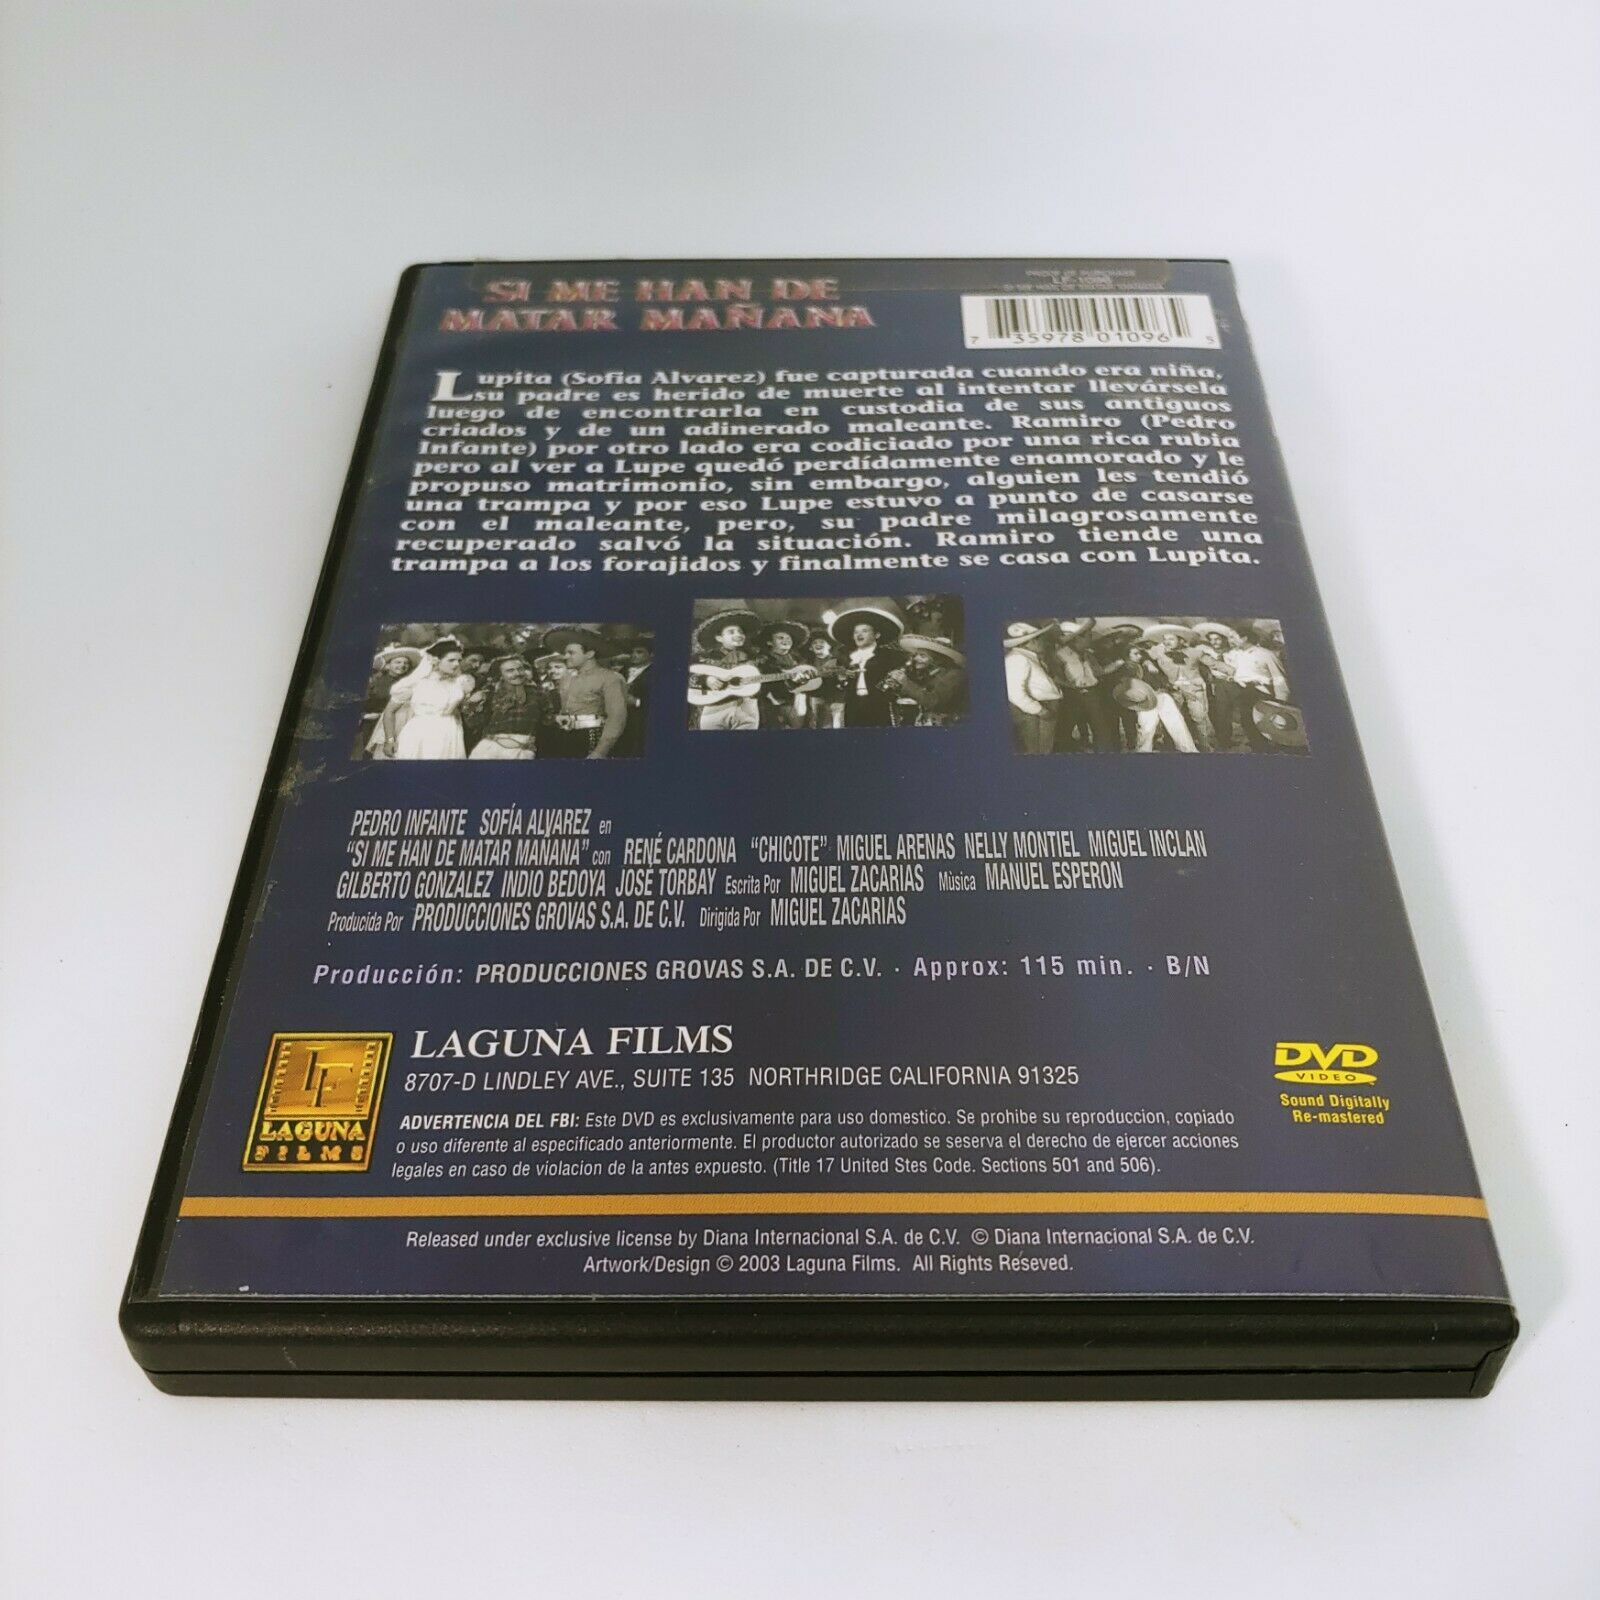 SI ME HAN DE
MATAR MAÑANA
PROOF OF PURCHASE
SI ME HAN DE MATAR MAÑANA
7 35978 01096 5
Lupita (Sofia Alvarez) fue capturada cuando era niña,
su padre es herido de muerte al intentar llevársela
luego de encontrarla en custodia de sus antiguos
criados y de un adinerado maleante. Ramiro (Pedro
Infante) por otro lado era codiciado por una rica rubia
pero al ver a Lupe quedó perdídamente enamorado y le
propuso matrimonio, sin embargo, alguien les tendió
una trampa y por eso Lupe estuvo a punto de casarse
con el maleante, pero, su padre milagrosamente
recuperado salvó la situación. Ramiro tiende una
trampa a los forajidos y finalmente se casa con Lupita.
PEDRO INFANTE SOFÍA ALVAREZ en
"SI ME HAN DE MATAR MAÑANA" con RENÉ CARDONA "CHICOTE" MIGUEL ARENAS NELLY MONTIEL MIGUEL INCLAN
GILBERTO GONZALEZ INDIO BEDOYA JOSÉ TORBAY Escrita Por MIGUEL ZACARIAS Mùsica MANUEL ESPERON
Producida Por PRODUCCIONES GROVAS S.A. DE C.V. Dirigida Por MIGUEL ZACARIAS
Producción: PRODUCCIONES GROVAS S.A. DE C.V. · Approx: 115 min. · B/N
LF
LAGUNA
FILMS
LAGUNA FILMS
8707-D LINDLEY AVE., SUITE 135 NORTHRIDGE CALIFORNIA 91325
DVD
VIDEO
Sound Digitally
Re-mastered
ADVERTENCIA DEL FBI: Este DVD es exclusivamente para uso domestico. Se prohibe su reproduccion, copiado
o uso diferente al especificado anteriormente. El productor autorizado se seserva el derecho de ejercer acciones
legales en caso de violacion de la antes expuesto. (Title 17 United Stes Code. Sections 501 and 506).
Released under exclusive license by Diana Internacional S.A. de C.V. © Diana Internacional S.A. de C.V.
Artwork/Design © 2003 Laguna Films. All Rights Reseved.